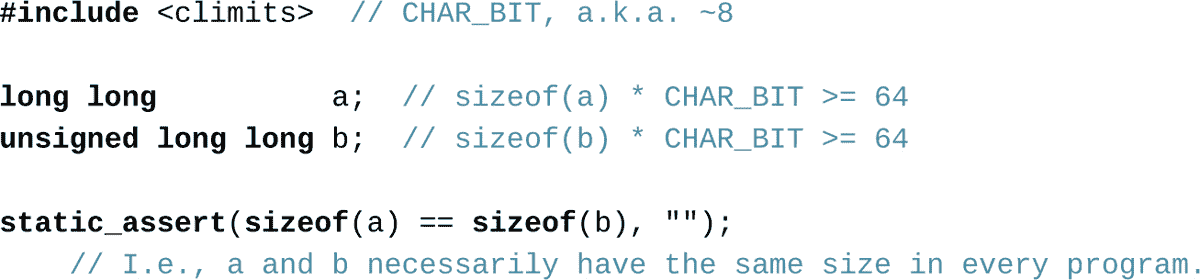 #include <climits>  // CHAR_BIT, a.k.a. ~8
long long          a;  // sizeof(a) * CHAR_BIT >= 64
unsigned long long b;  // sizeof(b) * CHAR_BIT >= 64
static_assert(sizeof(a) == sizeof(b), "");
    // I.e., a and b necessarily have the same size in every program